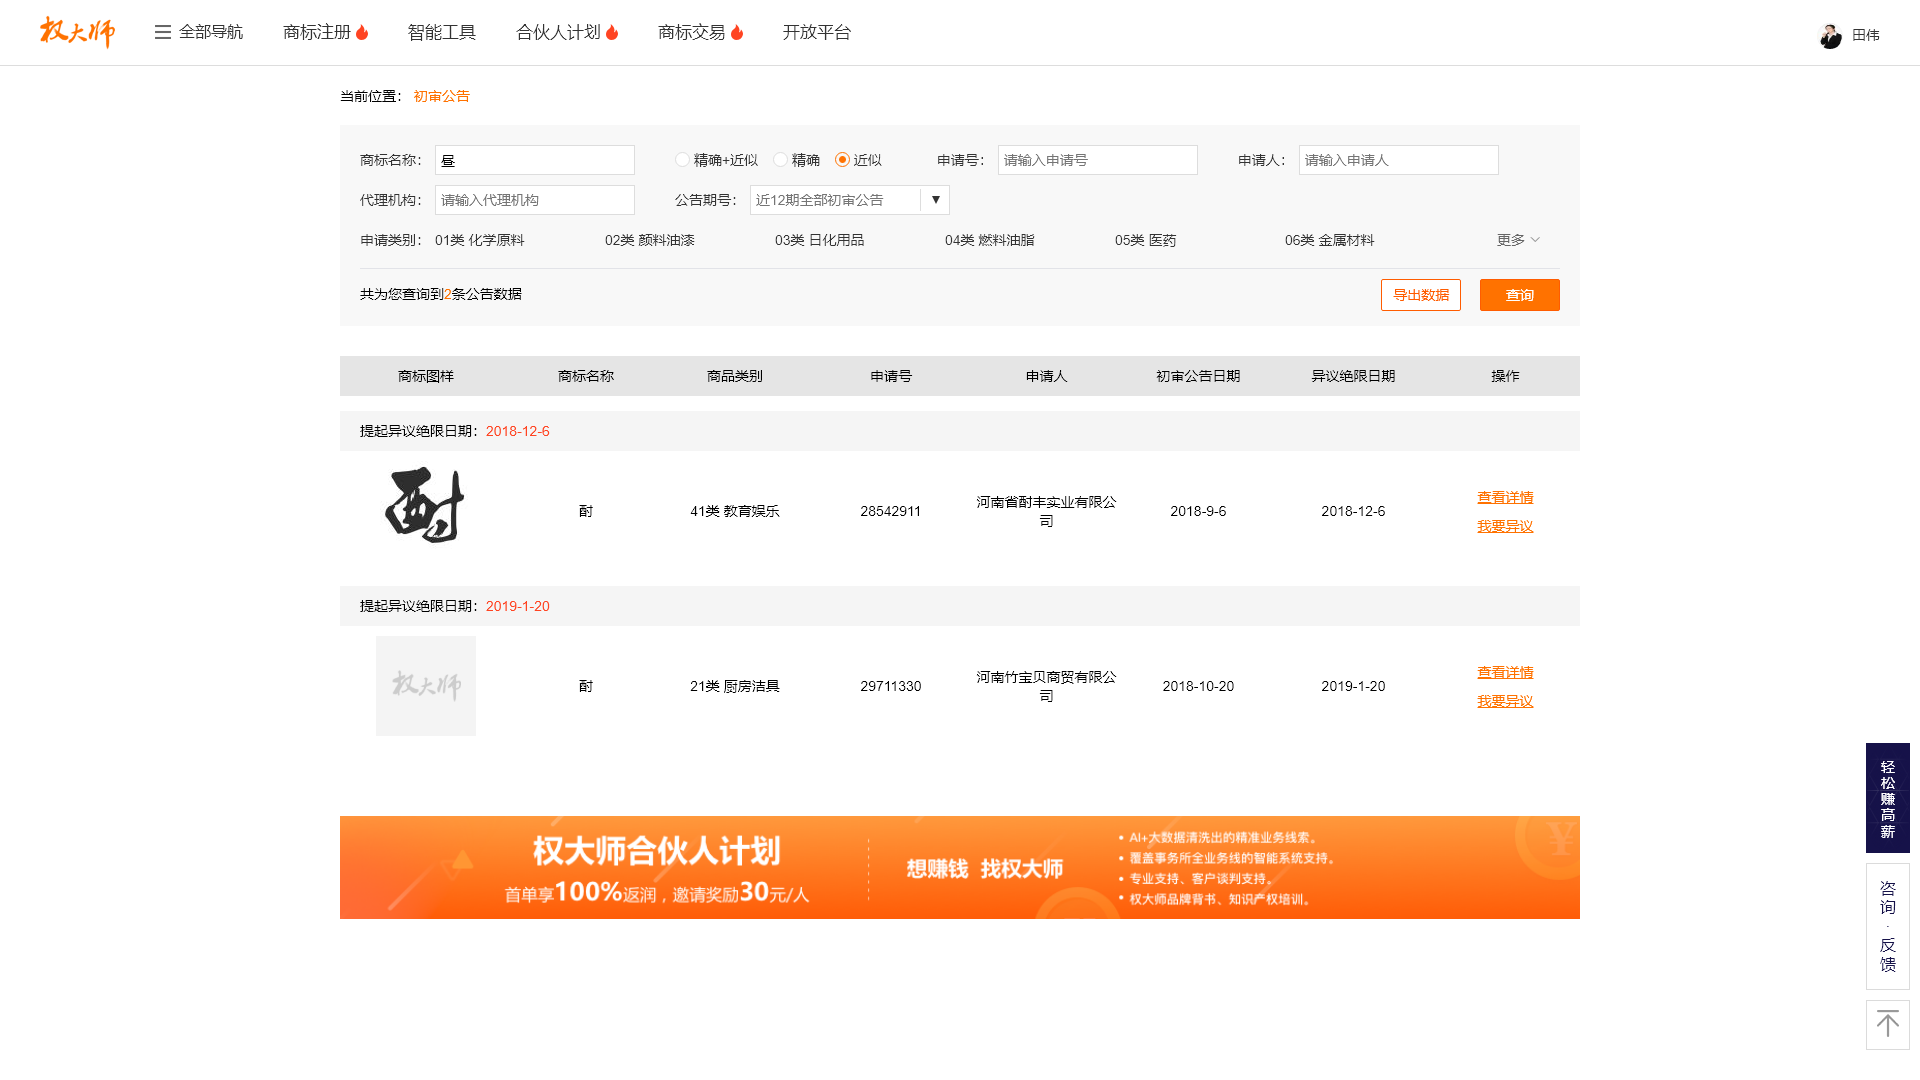 权大师 全部导航 商标注册 智能工具 合伙人计划 商标交易 开放平台 田伟
当前位置： 初审公告
商标名称： 昼 精确+近似 精确 近似 申请号： 请输入申请号 申请人： 请输入申请人
代理机构： 请输入代理机构 公告期号： 近12期全部初审公告 ▼
申请类别： 01类 化学原料 02类 颜料油漆 03类 日化用品 04类 燃料油脂 05类 医药 06类 金属材料 更多
共为您查询到2条公告数据 导出数据 查询
商标图样 商标名称 商品类别 申请号 申请人 初审公告日期 异议绝限日期 操作
提起异议绝限日期：2018-12-6
酎 酎 41类 教育娱乐 28542911 河南省酎丰实业有限公司 2018-9-6 2018-12-6 查看详情
我要异议
提起异议绝限日期：2019-1-20
权大师 酎 21类 厨房洁具 29711330 河南竹宝贝商贸有限公司 2018-10-20 2019-1-20 查看详情
我要异议
权大师合伙人计划
首单享100%返润，邀请奖励30元/人
想赚钱 找权大师
• AI+大数据清洗出的精准业务线索。
• 覆盖事务所全业务线的智能系统支持。
• 专业支持、客户谈判支持。
• 权大师品牌背书、知识产权培训。
¥
轻松赚高薪
咨询·反馈